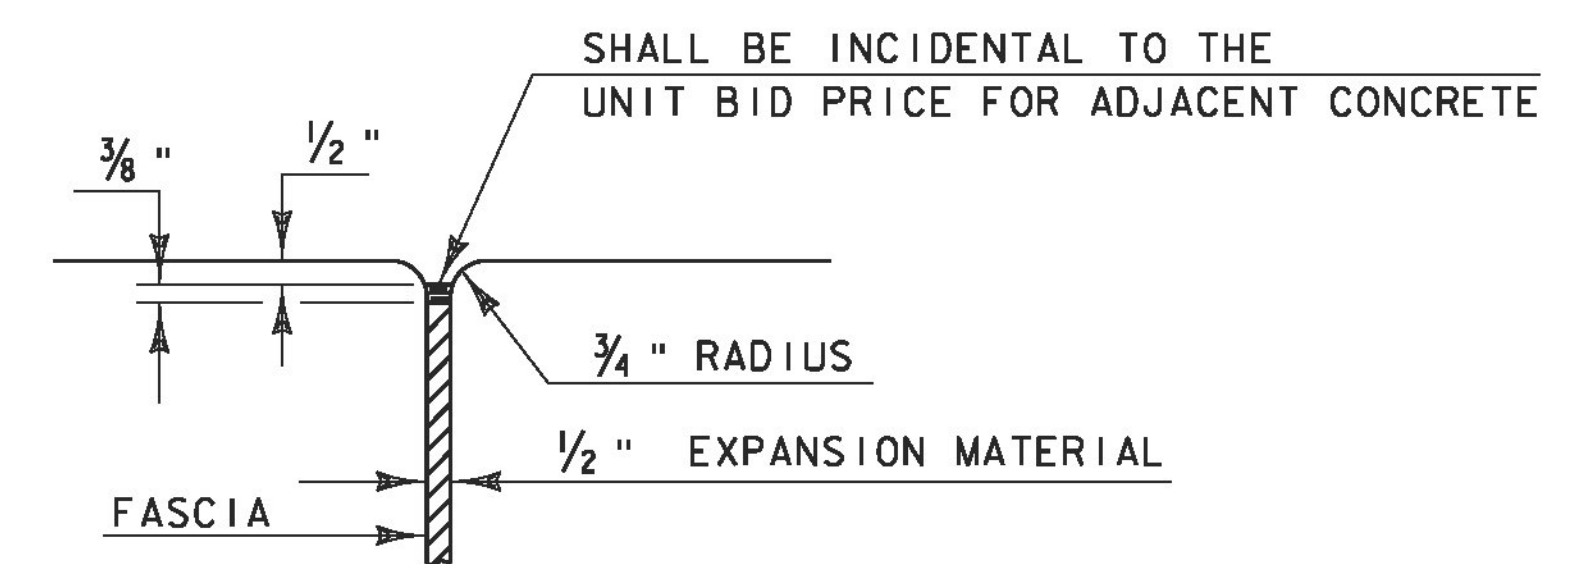 SHALL BE INCIDENTAL TO THE
UNIT BID PRICE FOR ADJACENT CONCRETE
3/8 "
1/2 "
3/4 " RADIUS
1/2 " EXPANSION MATERIAL
FASCIA